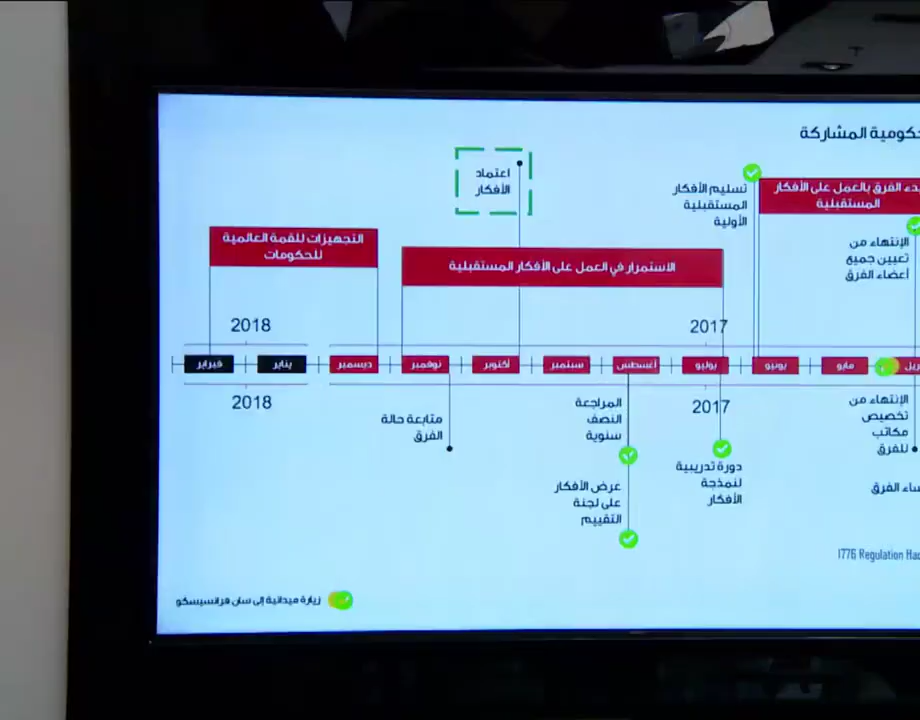 كومية المشاركة
اعتماد
الأفكار
تسليم الأفكار
المستقبلية
الأولية
الفرق بالعمل على الأفكار
المستقبلية
الإنتهاء من
تعيين جميع
أعضاء الفرق
التجهيزات للقمة العالمية
للحكومات
الاستمرار في العمل على الأفكار المستقبلية
2017
2018
مايو
يونيو
يوليو
أغسطس
سبتمبر
أكتوبر
نوفمبر
ديسمبر
يناير
فبراير
2017
2018
الإنتهاء من
تخصيص
مكاتب
للفرق
دورة تدريبية
لنمذجة
الأفكار
المراجعة
النصف
سنوية
عرض الأفكار
على لجنة
التقييم
متابعة حالة
الفرق
الفرق
1776 Regulation
زيارة ميدانية إلى سان فرانسيسكو